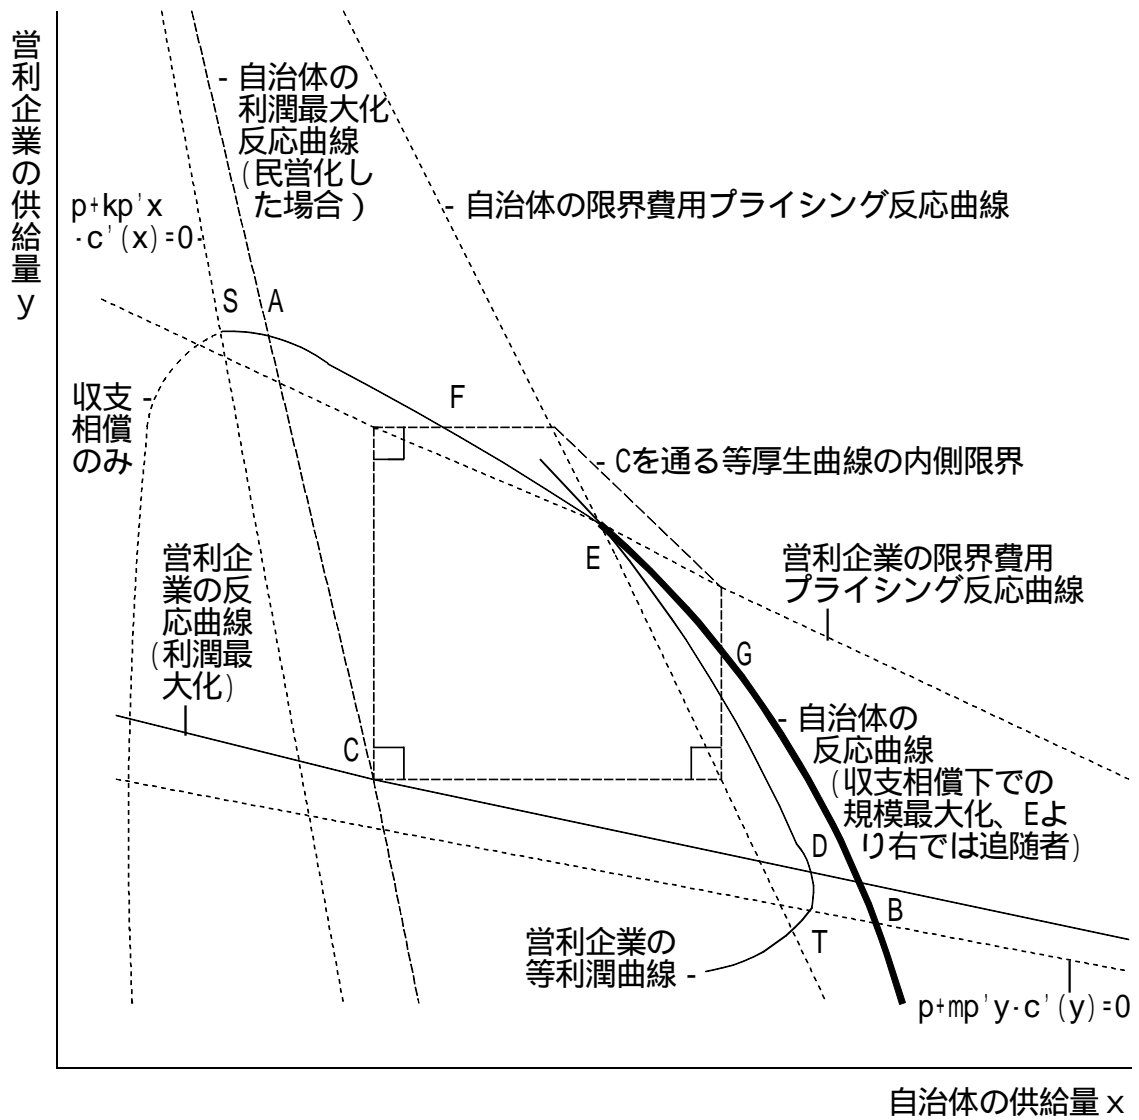 営利企業の供給量y
- 自治体の
利潤最大化
反応曲線
(民営化し
た場合)
p+kp'x
-c'(x)=0-
- 自治体の限界費用プライシング反応曲線
S
A
収支 -
相償
のみ
F
- Cを通る等厚生曲線の内側限界
E
営利企
業の反
応曲線
(利潤最
大化)
営利企業の限界費用
プライシング反応曲線
G
- 自治体の
反応曲線
(収支相償下での
規模最大化、Eよ
り右では追随者)
C
D
B
T
営利企業の
等利潤曲線 -
p+mp'y-c'(y)=0
自治体の供給量x